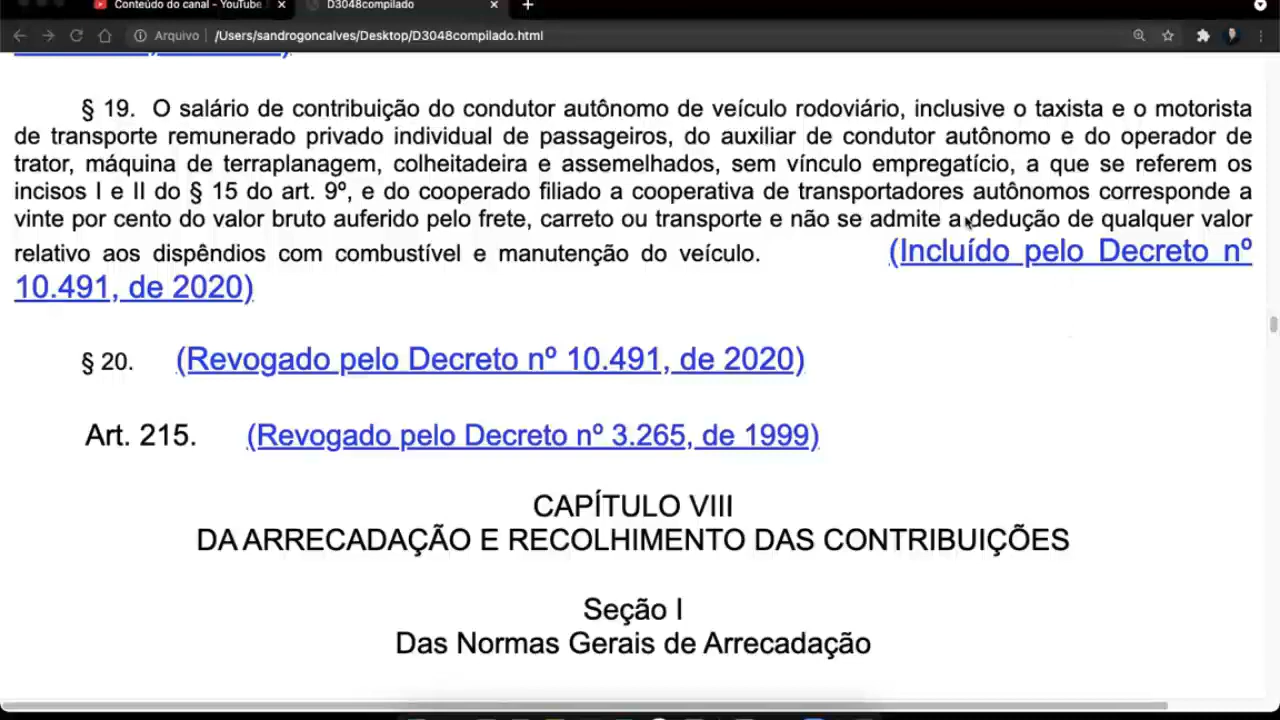 Conteúdo do canal - YouTube
D3048compilado
Arquivo
/Users/sandrogoncalves/Desktop/D3048compilado.html
§ 19. O salário de contribuição do condutor autônomo de veículo rodoviário, inclusive o taxista e o motorista
de transporte remunerado privado individual de passageiros, do auxiliar de condutor autônomo e do operador de
trator, máquina de terraplanagem, colheitadeira e assemelhados, sem vínculo empregatício, a que se referem os
incisos I e II do § 15 do art. 9º, e do cooperado filiado a cooperativa de transportadores autônomos corresponde a
vinte por cento do valor bruto auferido pelo frete, carreto ou transporte e não se admite a dedução de qualquer valor
relativo aos dispêndios com combustível e manutenção do veículo. (Incluído pelo Decreto nº
10.491, de 2020)
§ 20. (Revogado pelo Decreto nº 10.491, de 2020)
Art. 215. (Revogado pelo Decreto nº 3.265, de 1999)
CAPÍTULO VIII
DA ARRECADAÇÃO E RECOLHIMENTO DAS CONTRIBUIÇÕES
Seção I
Das Normas Gerais de Arrecadação